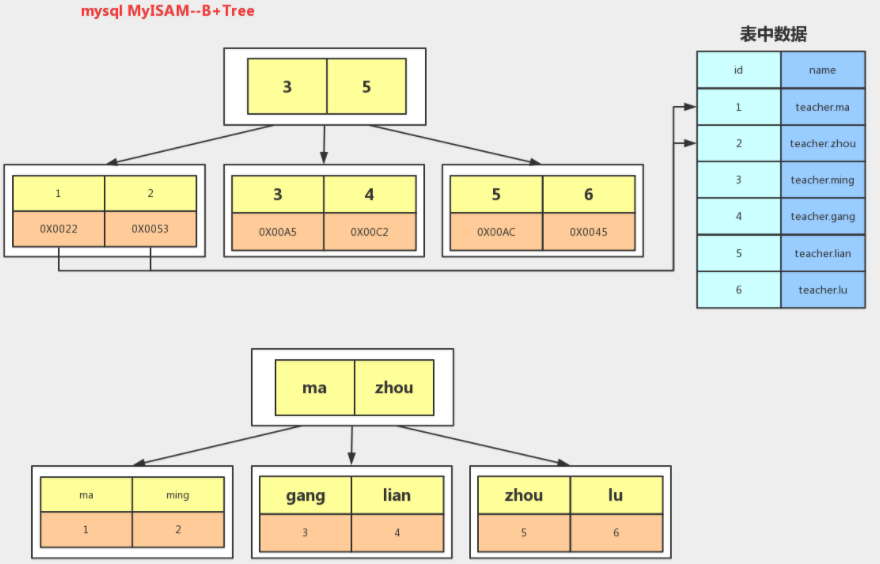 mysql MyISAM--B+Tree
表中数据
3 5
id name
1 teacher.ma
2 teacher.zhou
3 teacher.ming
4 teacher.gang
5 teacher.lian
6 teacher.lu
1 2
0X0022 0X0053
3 4
0X00A5 0X00C2
5 6
0X00AC 0X0045
ma zhou
ma ming
1 2
gang lian
3 4
zhou lu
5 6